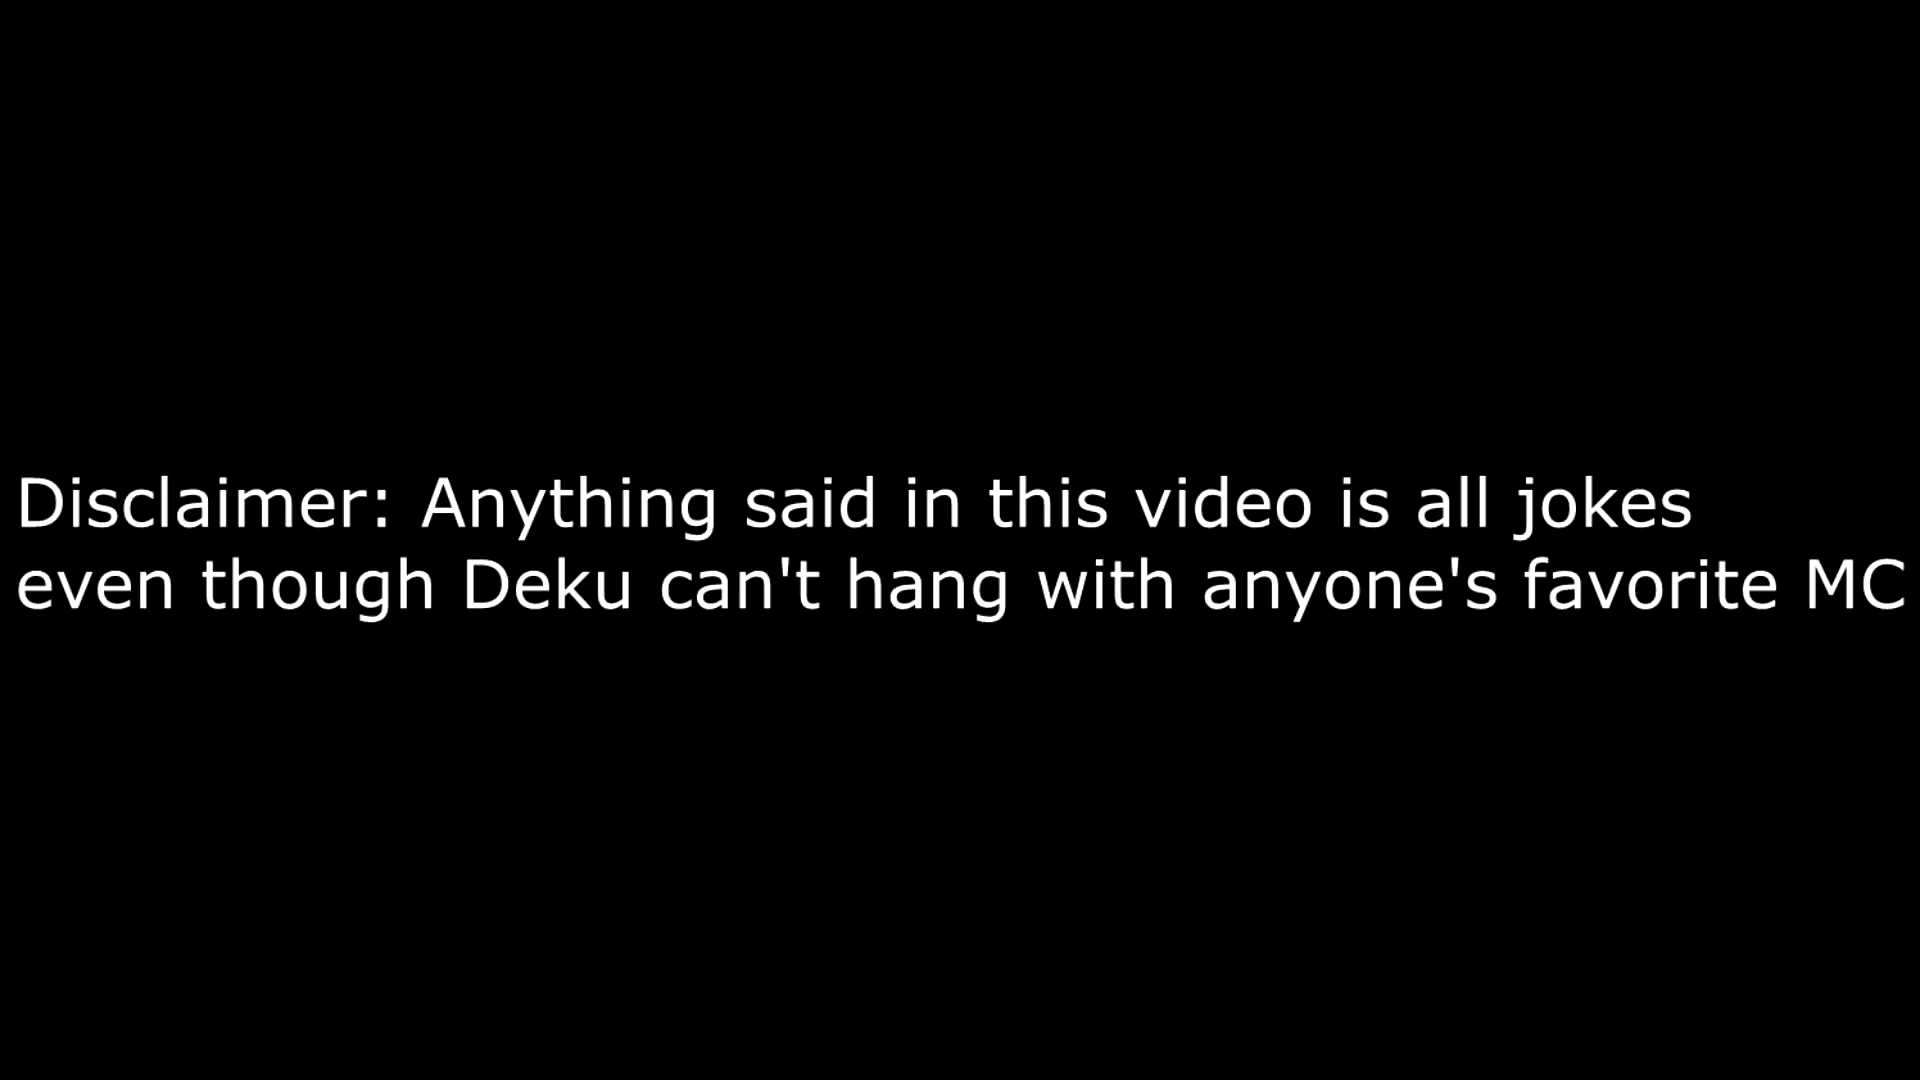 Disclaimer: Anything said in this video is all jokes
even though Deku can't hang with anyone's favorite MC